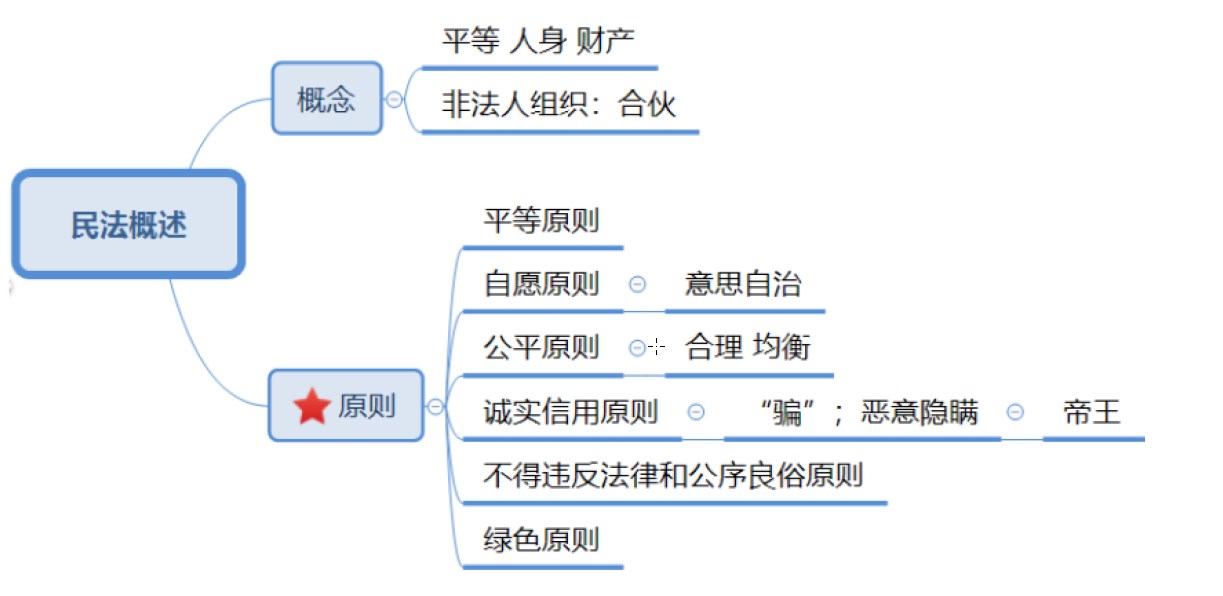 民法概述
概念
平等 人身 财产
非法人组织：合伙
原则
平等原则
自愿原则 意思自治
公平原则 合理 均衡
诚实信用原则 “骗”；恶意隐瞒 帝王
不得违反法律和公序良俗原则
绿色原则